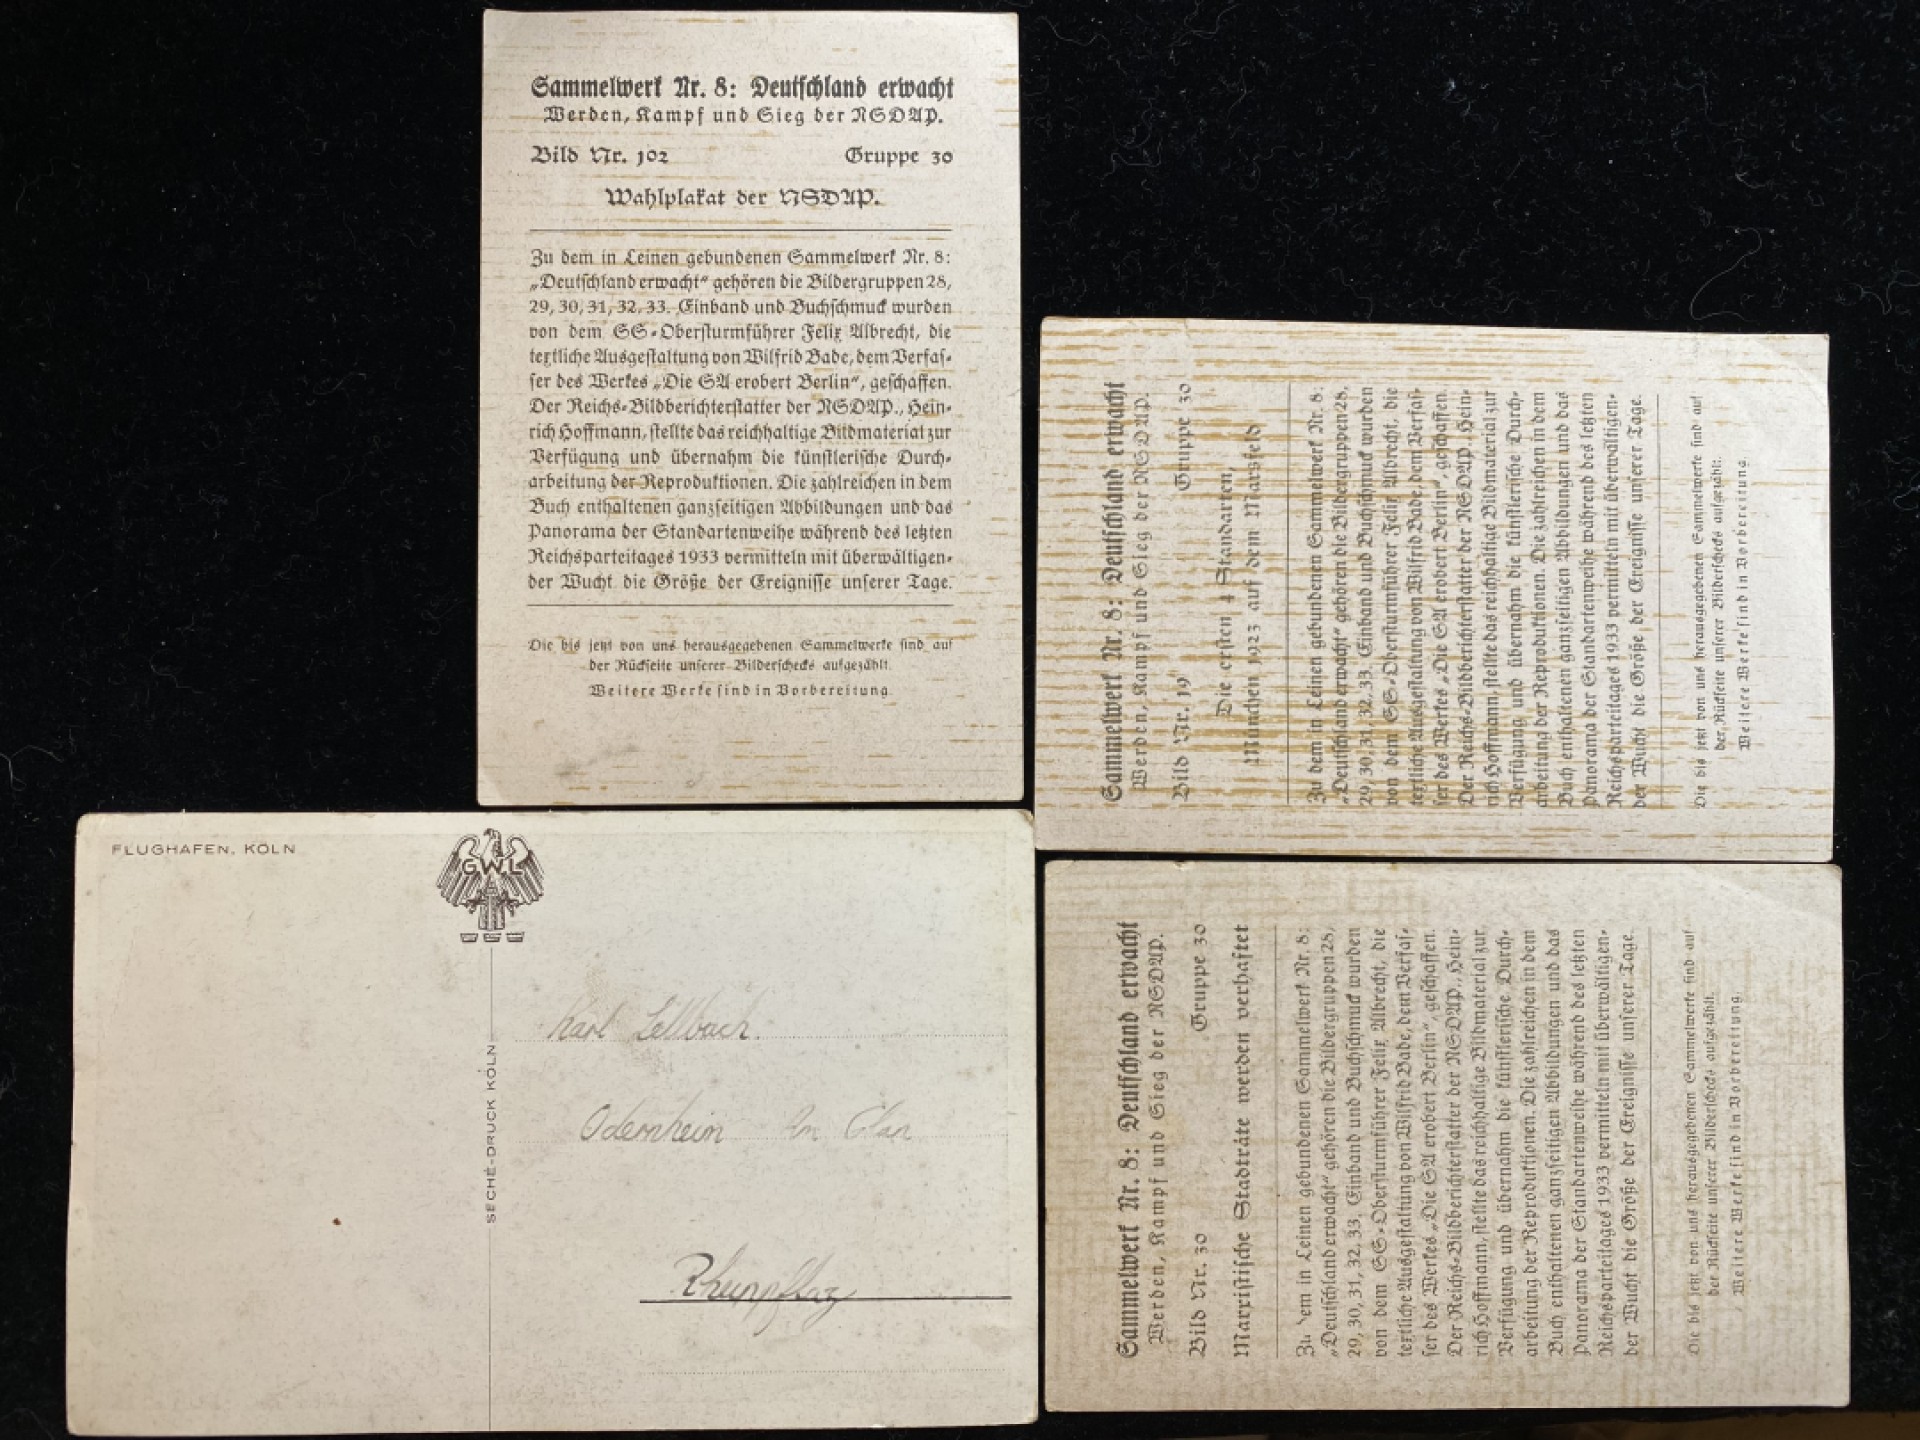 Sammelwerk Nr. 8: Deutschland erwacht
Werden, Kampf und Sieg der NSDAP.
Bild Nr. 102 Gruppe 30
Wahlplakat der NSDAP.
Zu dem in Leinen gebundenen Sammelwerk Nr. 8:
„Deutschland erwacht“ gehören die Bildergruppen 28,
29, 30, 31, 32, 33. Einband und Buchschmuck wurden
von dem SS-Obersturmführer Felix Albrecht, die
textliche Ausgestaltung von Wilfrid Bade, dem Verfas-
ser des Werkes „Die SA erobert Berlin“, geschaffen.
Der Reichs-Bildberichterstatter der NSDAP., Hein-
rich Hoffmann, stellte das reichhaltige Bildmaterial zur
Verfügung und übernahm die künstlerische Durch-
arbeitung der Reproduktionen. Die zahlreichen in dem
Buch enthaltenen ganzseitigen Abbildungen und das
Panorama der Standartenweihe während des letzten
Reichsparteitages 1933 vermitteln mit überwältigen-
der Wucht die Größe der Ereignisse unserer Tage.
Die bis jetzt von uns herausgegebenen Sammelwerke sind auf
der Rückseite unserer Bilderschecks aufgezählt.
Weitere Werke sind in Vorbereitung.
Sammelwerk Nr. 8: Deutschland erwacht
Werden, Kampf und Sieg der NSDAP.
Bild Nr. 19 Gruppe 30
Die ersten 4 Standarten,
München 1923 auf dem Marsfeld
Zu dem in Leinen gebundenen Sammelwerk Nr. 8:
„Deutschland erwacht“ gehören die Bildergruppen 28,
29, 30, 31, 32, 33. Einband und Buchschmuck wurden
von dem SS-Obersturmführer Felix Albrecht, die
textliche Ausgestaltung von Wilfrid Bade, dem Verfas-
ser des Werkes „Die SA erobert Berlin“, geschaffen.
Der Reichs-Bildberichterstatter der NSDAP., Hein-
rich Hoffmann, stellte das reichhaltige Bildmaterial zur
Verfügung und übernahm die künstlerische Durch-
arbeitung der Reproduktionen. Die zahlreichen in dem
Buch enthaltenen ganzseitigen Abbildungen und das
Panorama der Standartenweihe während des letzten
Reichsparteitages 1933 vermitteln mit überwältigen-
der Wucht die Größe der Ereignisse unserer Tage.
Die bis jetzt von uns herausgegebenen Sammelwerke sind auf
der Rückseite unserer Bilderschecks aufgezählt.
Weitere Werke sind in Vorbereitung.
FLUGHAFEN, KÖLN
GWL
SECHÉ-DRUCK KÖLN
Karl Sellbach.
Odernheim Am Glan
Rheinpflaz
Sammelwerk Nr. 8: Deutschland erwacht
Werden, Kampf und Sieg der NSDAP.
Bild Nr. 30 Gruppe 30
Marxistische Stadträte werden verhaftet
Zu dem in Leinen gebundenen Sammelwerk Nr. 8:
„Deutschland erwacht“ gehören die Bildergruppen 28,
29, 30, 31, 32, 33. Einband und Buchschmuck wurden
von dem SS-Obersturmführer Felix Albrecht, die
textliche Ausgestaltung von Wilfrid Bade, dem Verfas-
ser des Werkes „Die SA erobert Berlin“, geschaffen.
Der Reichs-Bildberichterstatter der NSDAP., Hein-
rich Hoffmann, stellte das reichhaltige Bildmaterial zur
Verfügung und übernahm die künstlerische Durch-
arbeitung der Reproduktionen. Die zahlreichen in dem
Buch enthaltenen ganzseitigen Abbildungen und das
Panorama der Standartenweihe während des letzten
Reichsparteitages 1933 vermitteln mit überwältigen-
der Wucht die Größe der Ereignisse unserer Tage.
Die bis jetzt von uns herausgegebenen Sammelwerke sind auf
der Rückseite unserer Bilderschecks aufgezählt.
Weitere Werke sind in Vorbereitung.